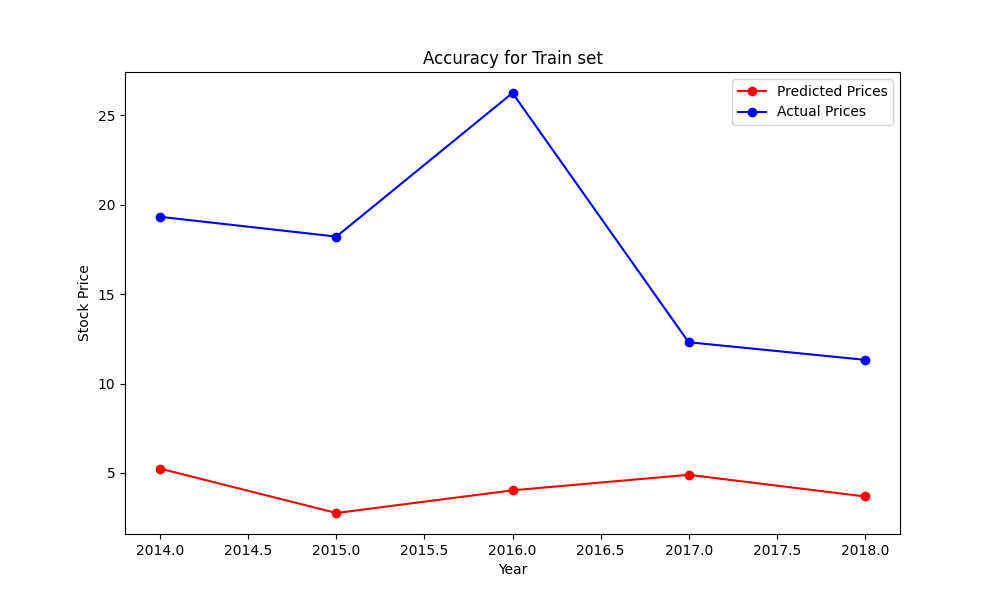 Accuracy for Train set
Predicted Prices
Actual Prices
25
20
15
10
5
Stock Price
2014.0 2014.5 2015.0 2015.5 2016.0 2016.5 2017.0 2017.5 2018.0
Year